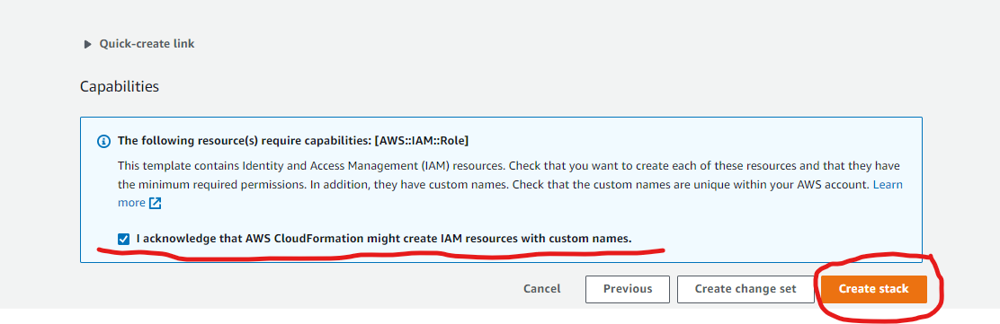 Quick-create link
Capabilities
The following resource(s) require capabilities: [AWS::IAM::Role]
This template contains Identity and Access Management (IAM) resources. Check that you want to create each of these resources and that they have
the minimum required permissions. In addition, they have custom names. Check that the custom names are unique within your AWS account. Learn
more
I acknowledge that AWS CloudFormation might create IAM resources with custom names.
Cancel Previous Create change set Create stack